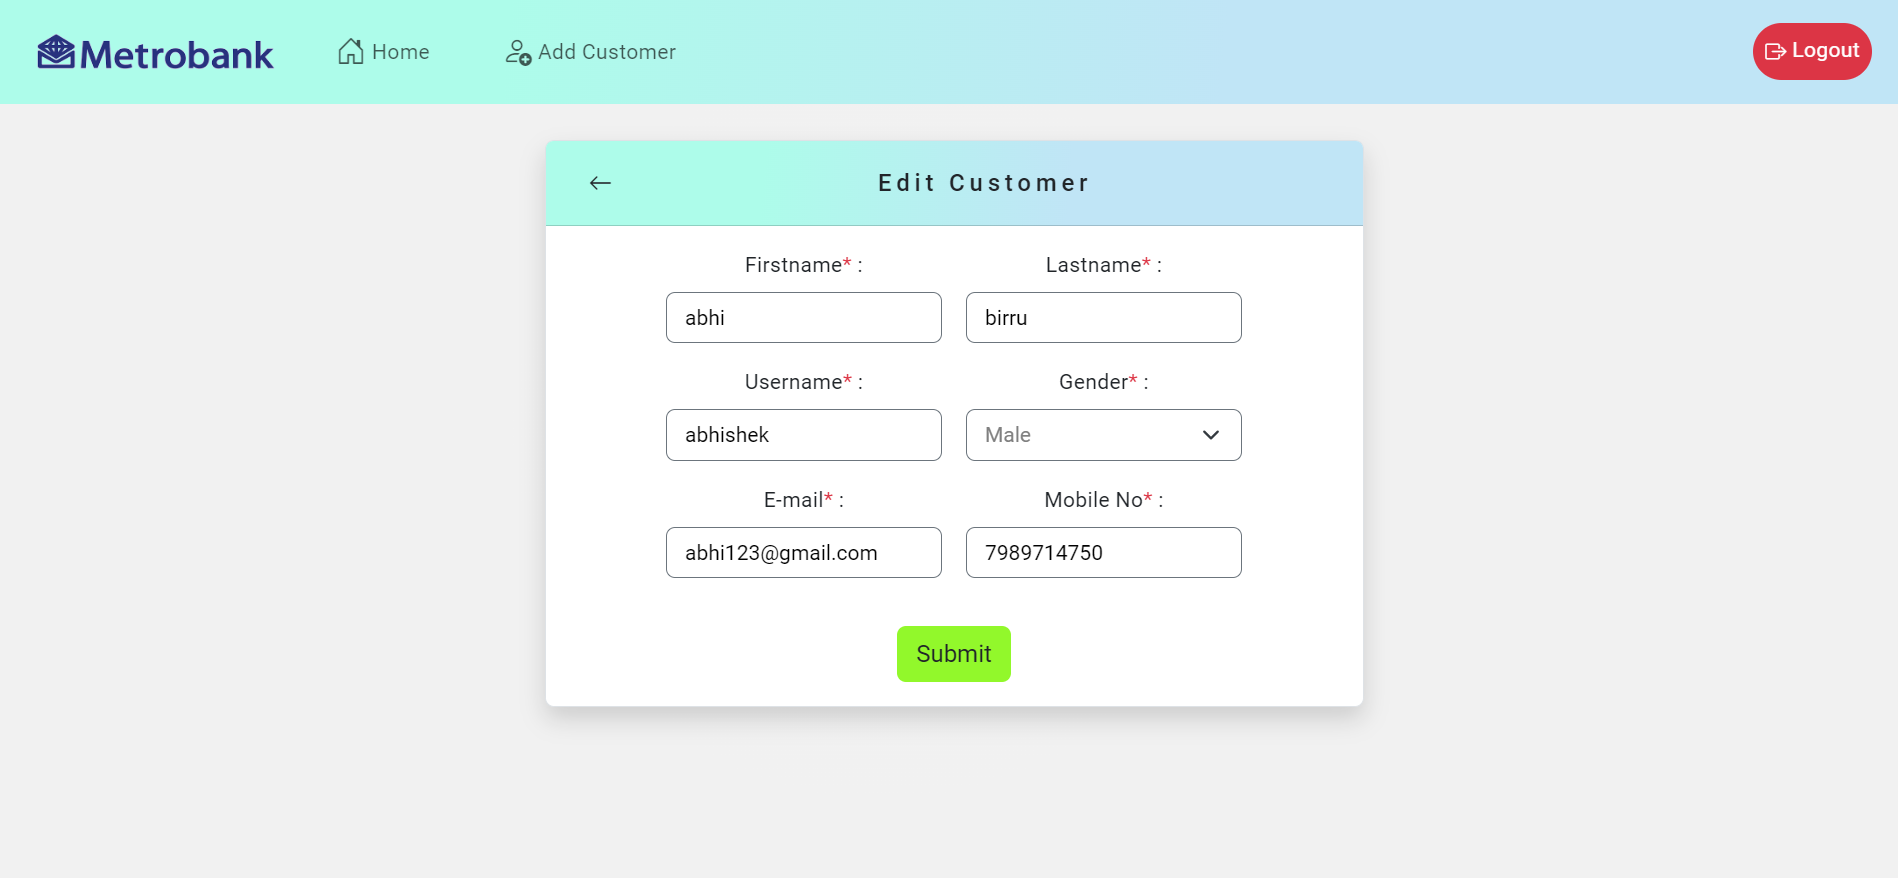 Metrobank Home Add Customer Logout
Edit Customer
Firstname* : Lastname* :
abhi birru
Username* : Gender* :
abhishek Male
E-mail* : Mobile No* :
abhi123@gmail.com 7989714750
Submit